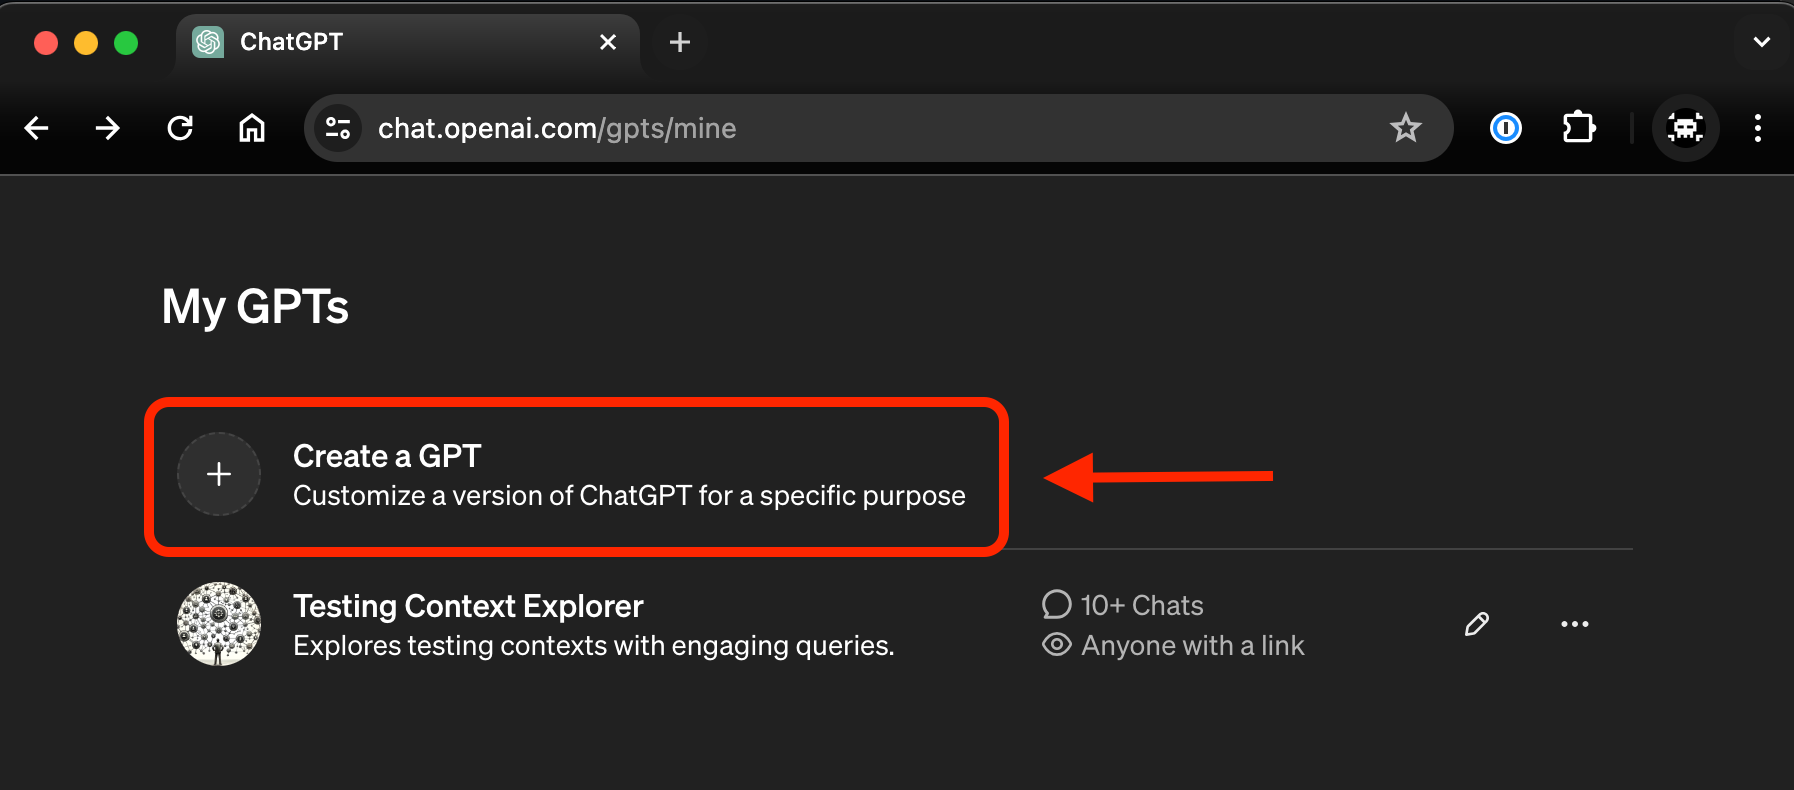 ChatGPT
chat.openai.com/gpts/mine
My GPTs
Create a GPT
Customize a version of ChatGPT for a specific purpose
Testing Context Explorer
Explores testing contexts with engaging queries.
10+ Chats
Anyone with a link